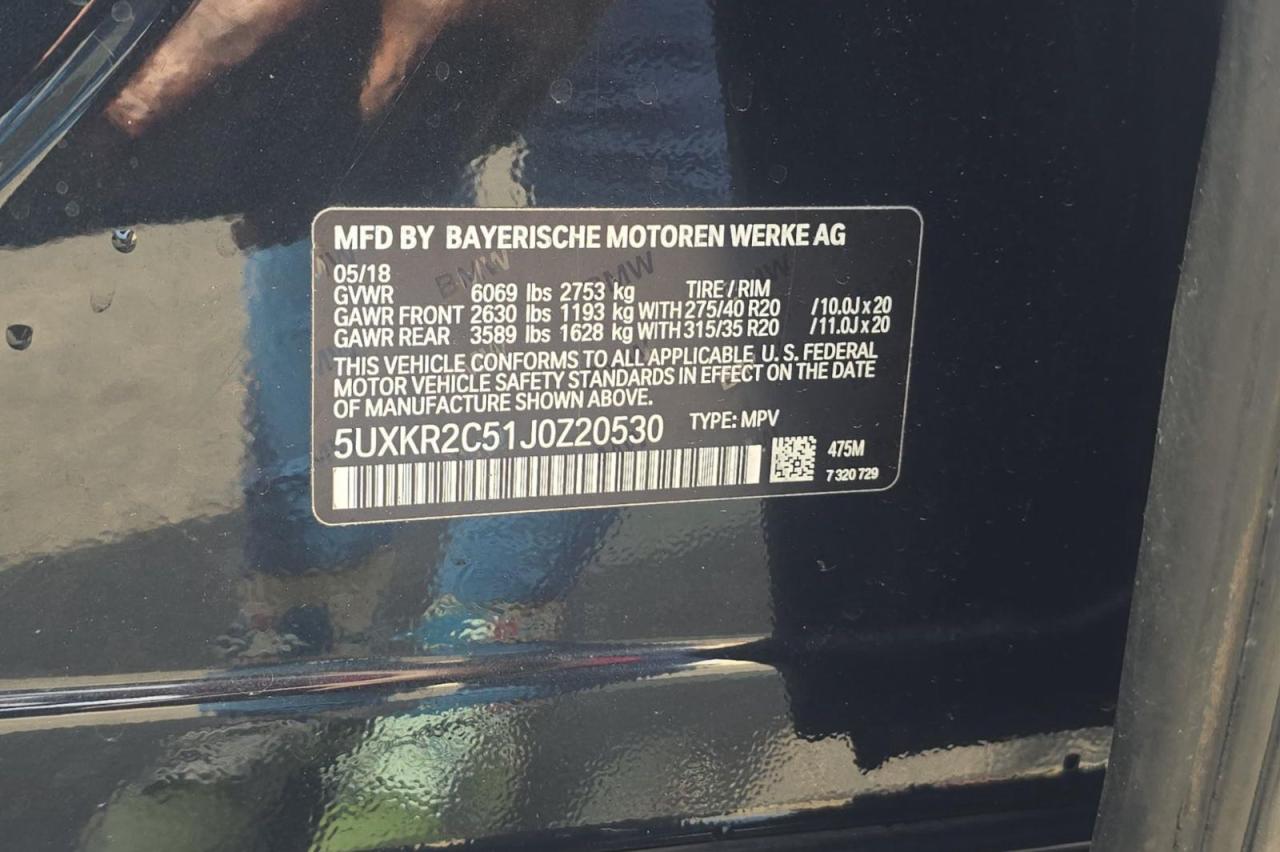 MFD BY BAYERISCHE MOTOREN WERKE AG
05/18
GVWR 6069 lbs 2753 kg TIRE / RIM
GAWR FRONT 2630 lbs 1193 kg WITH 275/40 R20 /10.0J x 20
GAWR REAR 3589 lbs 1628 kg WITH 315/35 R20 /11.0J x 20
THIS VEHICLE CONFORMS TO ALL APPLICABLE U. S. FEDERAL
MOTOR VEHICLE SAFETY STANDARDS IN EFFECT ON THE DATE
OF MANUFACTURE SHOWN ABOVE.
5UXKR2C51J0Z20530 TYPE: MPV
475M
7 320 729
BMW BMW BMW